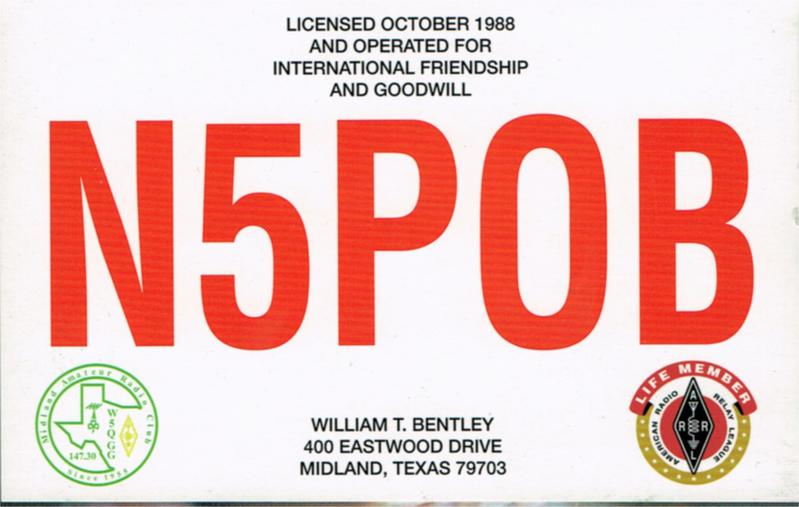 LICENSED OCTOBER 1988
AND OPERATED FOR
INTERNATIONAL FRIENDSHIP
AND GOODWILL
N5POB
Midland Amateur Radio Club
W5QGG
147.30
Since 1955
WILLIAM T. BENTLEY
400 EASTWOOD DRIVE
MIDLAND, TEXAS 79703
LIFE MEMBER
AMERICAN RADIO RELAY LEAGUE
A
R R
L